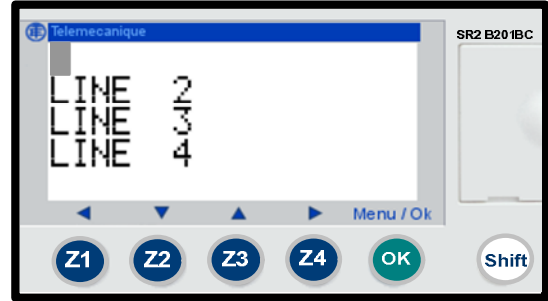 Telemecanique
SR2 B201BC
LINE 2
LINE 3
LINE 4
Menu / Ok
Z1 Z2 Z3 Z4 OK Shift